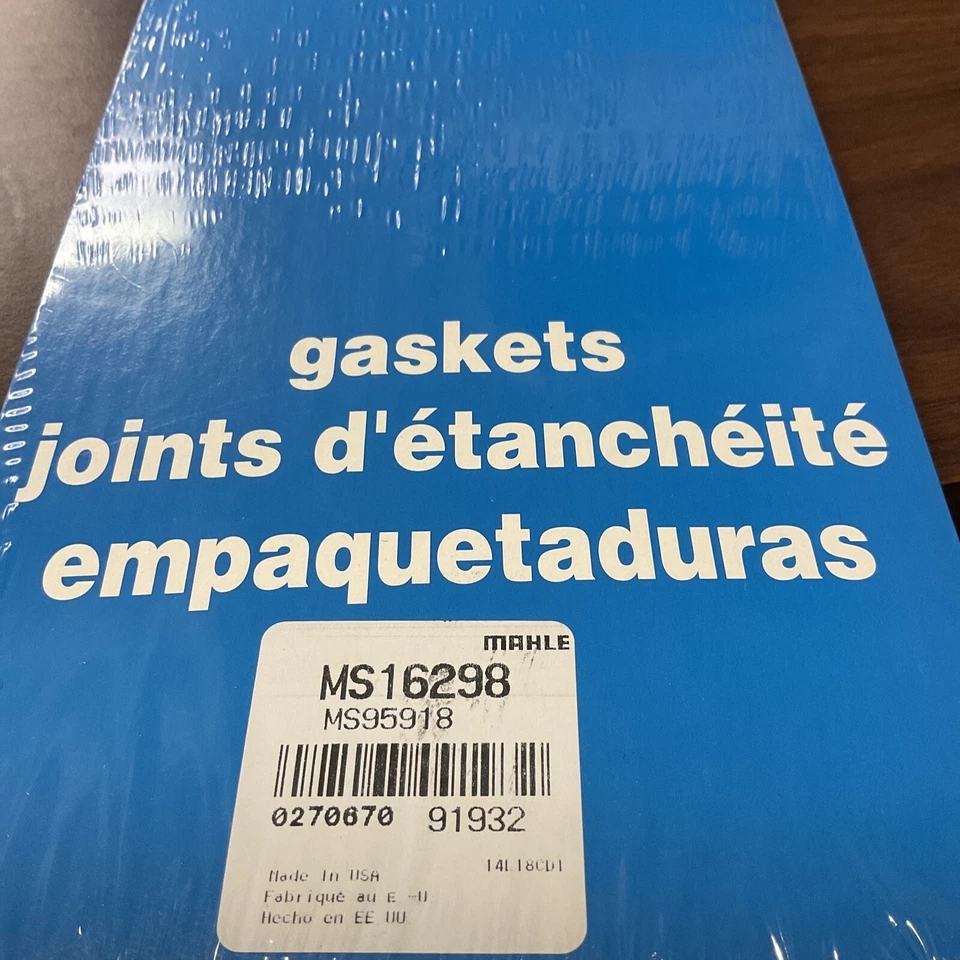 gaskets
joints d'étanchéité
empaquetaduras
MAHLE
MS16298
MS95918
0270670 91932
14L18CD1
Made In USA
Fabriqué au E -U
Hecho en EE UU